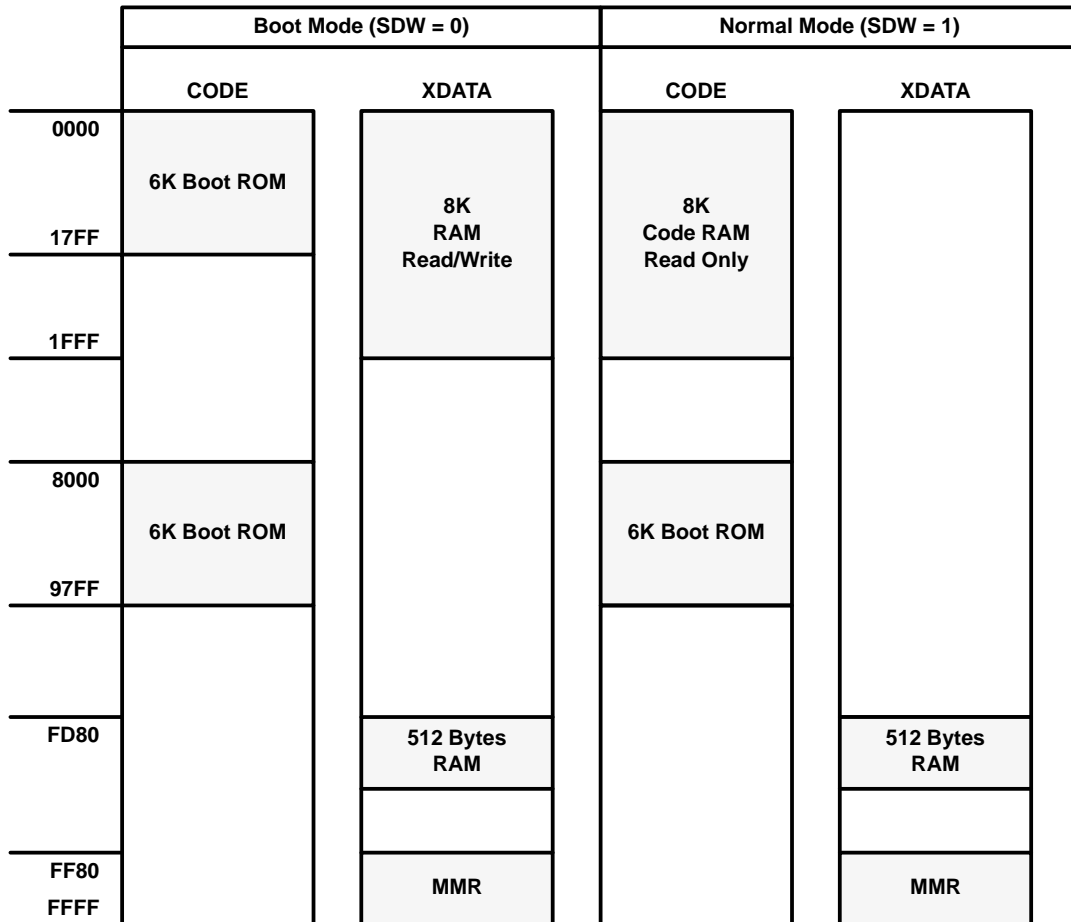 Boot Mode (SDW = 0)
Normal Mode (SDW = 1)
CODE
XDATA
CODE
XDATA
0000
6K Boot ROM
17FF
8K
RAM
Read/Write
8K
Code RAM
Read Only
1FFF
8000
6K Boot ROM
6K Boot ROM
97FF
FD80
512 Bytes
RAM
512 Bytes
RAM
FF80
MMR
MMR
FFFF